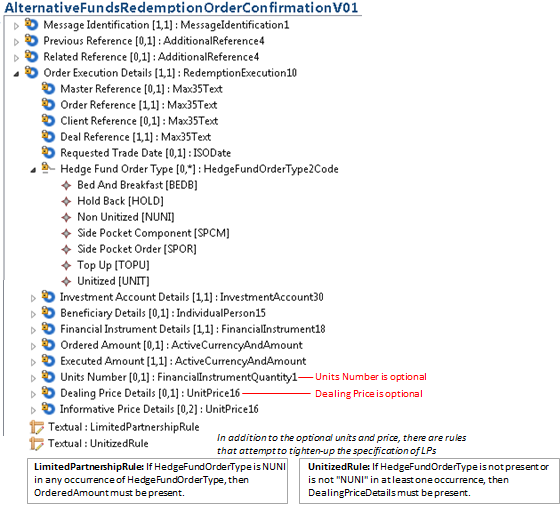 AlternativeFundsRedemptionOrderConfirmationV01
Message Identification [1,1] : MessageIdentification1
Previous Reference [0,1] : AdditionalReference4
Related Reference [0,1] : AdditionalReference4
Order Execution Details [1,1] : RedemptionExecution10
Master Reference [0,1] : Max35Text
Order Reference [1,1] : Max35Text
Client Reference [0,1] : Max35Text
Deal Reference [1,1] : Max35Text
Requested Trade Date [0,1] : ISODate
Hedge Fund Order Type [0,*] : HedgeFundOrderType2Code
Bed And Breakfast [BEDB]
Hold Back [HOLD]
Non Unitized [NUNI]
Side Pocket Component [SPCM]
Side Pocket Order [SPOR]
Top Up [TOPU]
Unitized [UNIT]
Investment Account Details [1,1] : InvestmentAccount30
Beneficiary Details [0,1] : IndividualPerson15
Financial Instrument Details [1,1] : FinancialInstrument18
Ordered Amount [0,1] : ActiveCurrencyAndAmount
Executed Amount [1,1] : ActiveCurrencyAndAmount
Units Number [0,1] : FinancialInstrumentQuantity1 Units Number is optional
Dealing Price Details [0,1] : UnitPrice16 Dealing Price is optional
Informative Price Details [0,2] : UnitPrice16
Textual : LimitedPartnershipRule
Textual : UnitizedRule
In addition to the optional units and price, there are rules
that attempt to tighten-up the specification of LPs
LimitedPartnershipRule: If HedgeFundOrderType is NUNI
in any occurrence of HedgeFundOrderType, then
OrderedAmount must be present.
UnitizedRule: If HedgeFundOrderType is not present or
is not "NUNI" in at least one occurrence, then
DealingPriceDetails must be present.